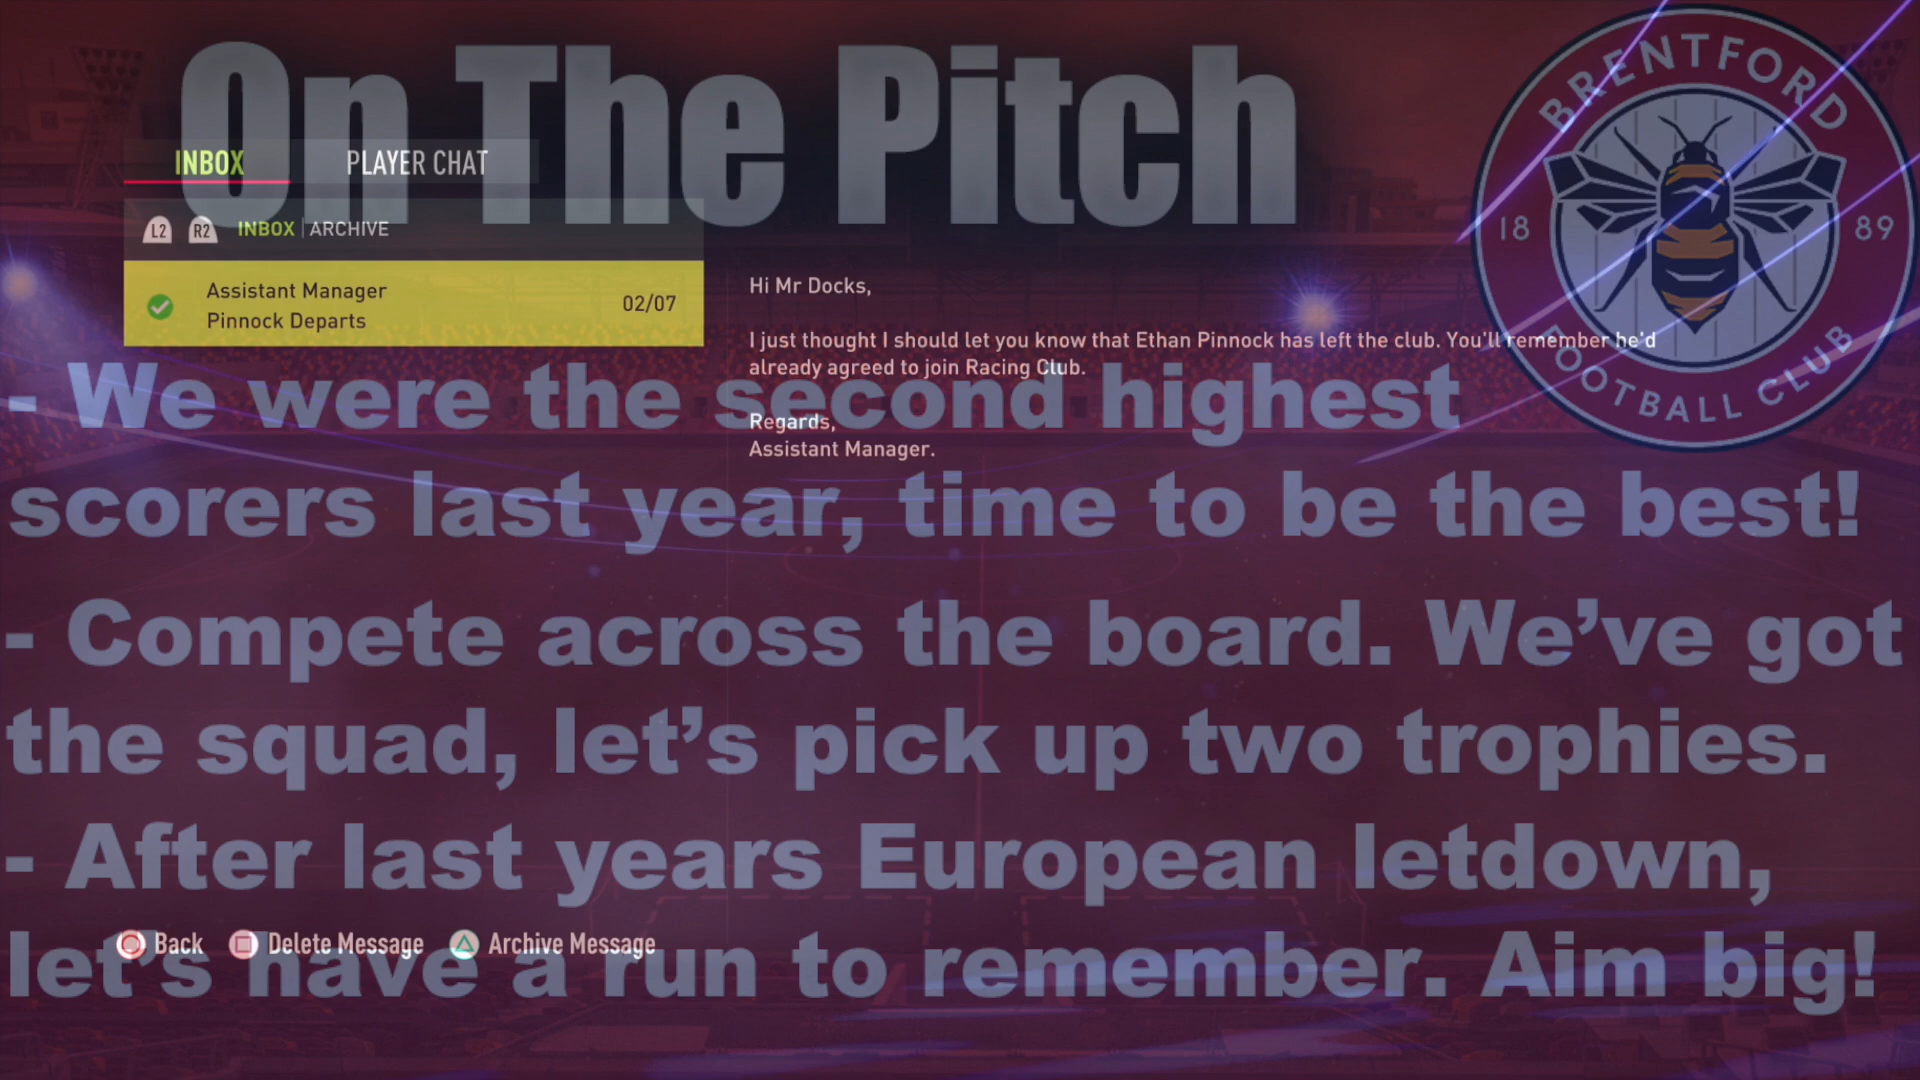 On The Pitch
BRENTFORD
18 89
FOOTBALL CLUB
INBOX PLAYER CHAT
L2 R2 INBOX | ARCHIVE
Assistant Manager
Pinnock Departs
02/07
Hi Mr Docks,
I just thought I should let you know that Ethan Pinnock has left the club. You'll remember he'd
already agreed to join Racing Club.
Regards,
Assistant Manager.
- We were the second highest
scorers last year, time to be the best!
- Compete across the board. We've got
the squad, let's pick up two trophies.
- After last years European letdown,
let's have a run to remember. Aim big!
Back Delete Message Archive Message